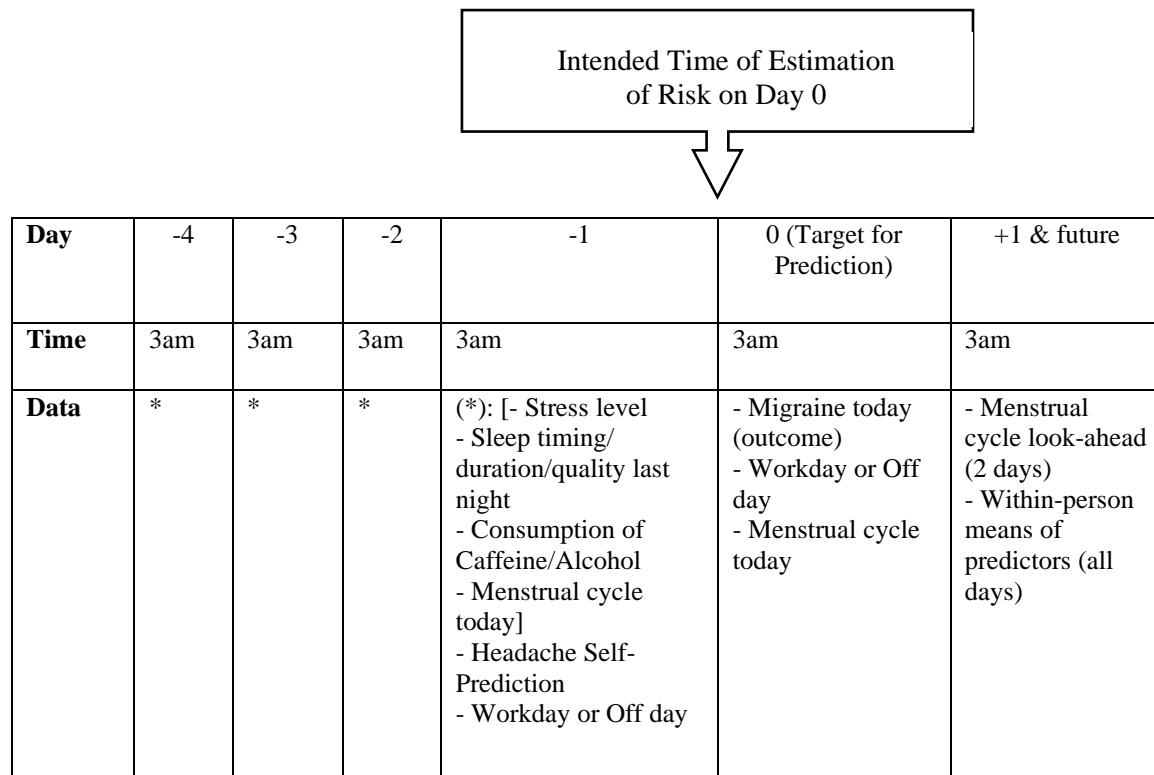 Intended Time of Estimation
of Risk on Day 0
Day -4 -3 -2 -1 0 (Target for +1 & future
Prediction)
Time 3am 3am 3am 3am 3am 3am
Data * * * (*): [- Stress level - Migraine today - Menstrual
- Sleep timing/ (outcome) cycle look-ahead
duration/quality last - Workday or Off (2 days)
night day - Within-person
- Consumption of - Menstrual cycle means of
Caffeine/Alcohol today predictors (all
- Menstrual cycle days)
today]
- Headache Self-
Prediction
- Workday or Off day